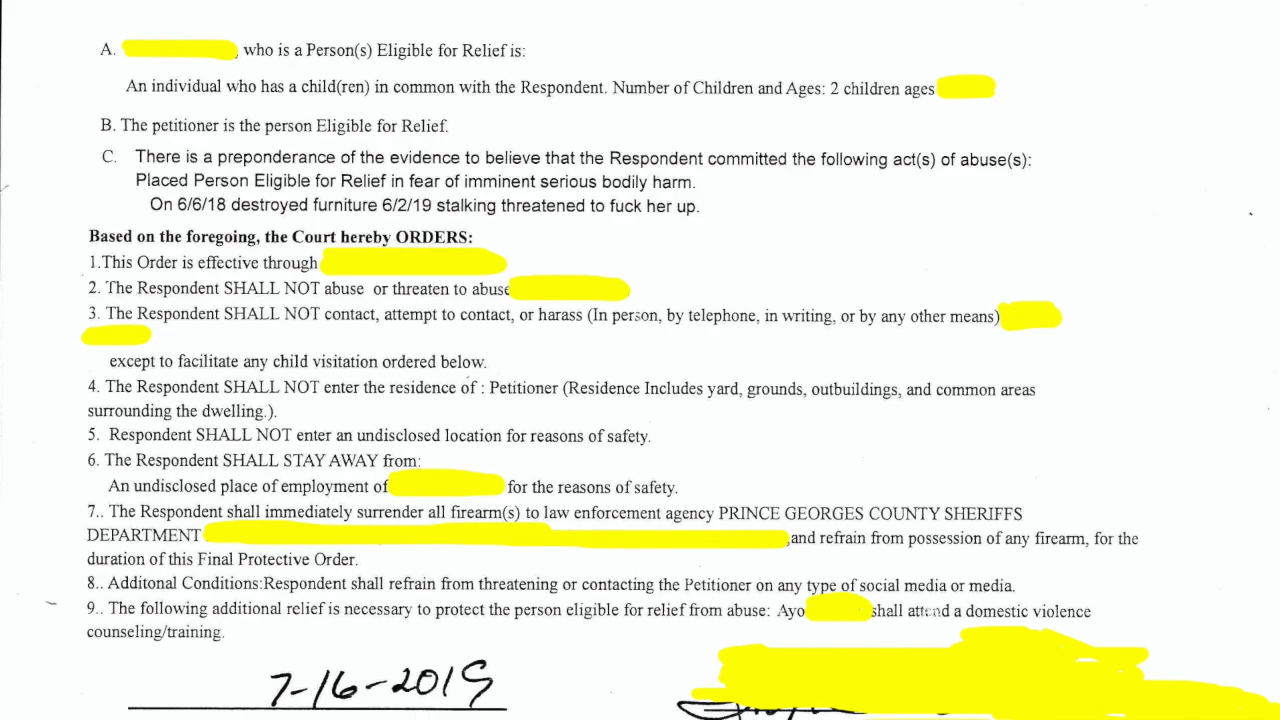 A. , who is a Person(s) Eligible for Relief is:
An individual who has a child(ren) in common with the Respondent. Number of Children and Ages: 2 children ages
B. The petitioner is the person Eligible for Relief.
C. There is a preponderance of the evidence to believe that the Respondent committed the following act(s) of abuse(s):
Placed Person Eligible for Relief in fear of imminent serious bodily harm.
On 6/6/18 destroyed furniture 6/2/19 stalking threatened to fuck her up.
Based on the foregoing, the Court hereby ORDERS:
1.This Order is effective through
2. The Respondent SHALL NOT abuse or threaten to abuse
3. The Respondent SHALL NOT contact, attempt to contact, or harass (In person, by telephone, in writing, or by any other means)
except to facilitate any child visitation ordered below.
4. The Respondent SHALL NOT enter the residence of : Petitioner (Residence Includes yard, grounds, outbuildings, and common areas
surrounding the dwelling.).
5. Respondent SHALL NOT enter an undisclosed location for reasons of safety.
6. The Respondent SHALL STAY AWAY from:
An undisclosed place of employment of for the reasons of safety.
7.. The Respondent shall immediately surrender all firearm(s) to law enforcement agency PRINCE GEORGES COUNTY SHERIFFS
DEPARTMENT ,and refrain from possession of any firearm, for the
duration of this Final Protective Order.
8.. Additonal Conditions:Respondent shall refrain from threatening or contacting the Petitioner on any type of social media or media.
9.. The following additional relief is necessary to protect the person eligible for relief from abuse: Ayo shall attend a domestic violence
counseling/training.
7-16-2019